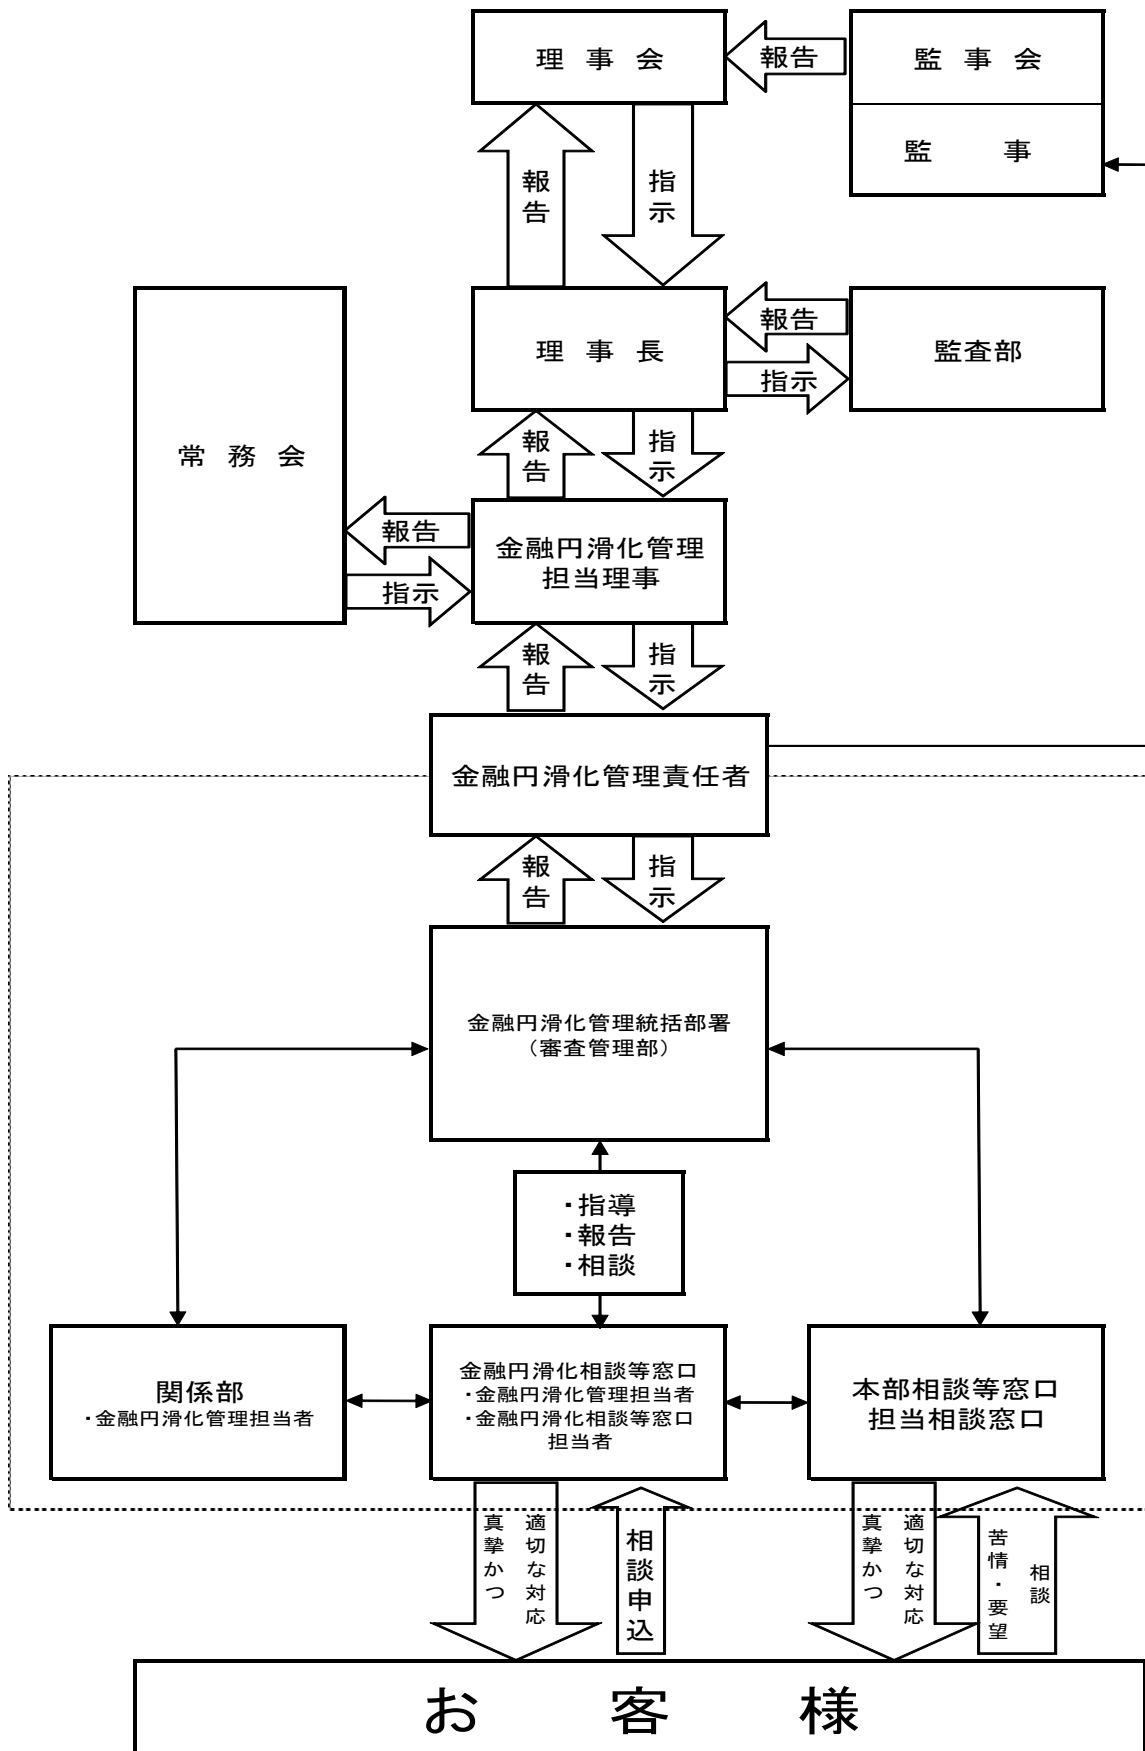 理事会
報告
監事会
監事
報告
指示
理事長
報告
指示
監査部
常務会
報告
指示
報告
指示
金融円滑化管理
担当理事
報告
指示
金融円滑化管理責任者
報告
指示
金融円滑化管理統括部署
（審査管理部）
・指導
・報告
・相談
関係部
・金融円滑化管理担当者
金融円滑化相談等窓口
・金融円滑化管理担当者
・金融円滑化相談等窓口
担当者
本部相談等窓口
担当相談窓口
真摯かつ
適切な対応
相談申込
真摯かつ
適切な対応
苦情・要望
相談
お客様